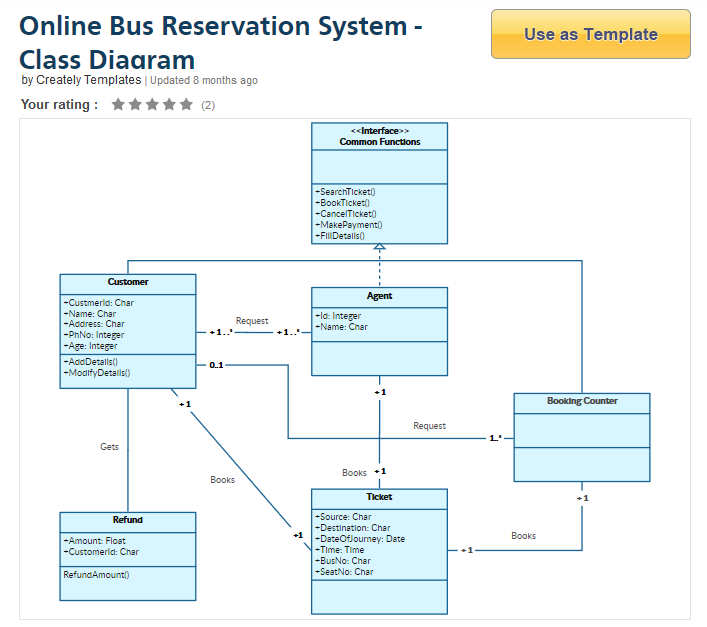 Online Bus Reservation System -
Class Diagram
Use as Template
by Creately Templates | Updated 8 months ago
Your rating : (2)
<<Interface>>
Common Functions
+SearchTicket()
+BookTicket()
+CancelTicket()
+MakePayment()
+FillDetails()
Customer
+CustmerId: Char
+Name: Char
+Address: Char
+PhNo: Integer
+Age: Integer
+AddDetails()
+ModifyDetails()
Request
+1..*
+1..*
Agent
+Id: Integer
+Name: Char
0..1
+1
+1
Booking Counter
Request
1..*
Gets
Books
Books +1
+1
Refund
+Amount: Float
+CustomerId: Char
RefundAmount()
+1
Ticket
+Source: Char
+Destination: Char
+DateOfJourney: Date
+Time: Time
+BusNo: Char
+SeatNo: Char
Books
+1